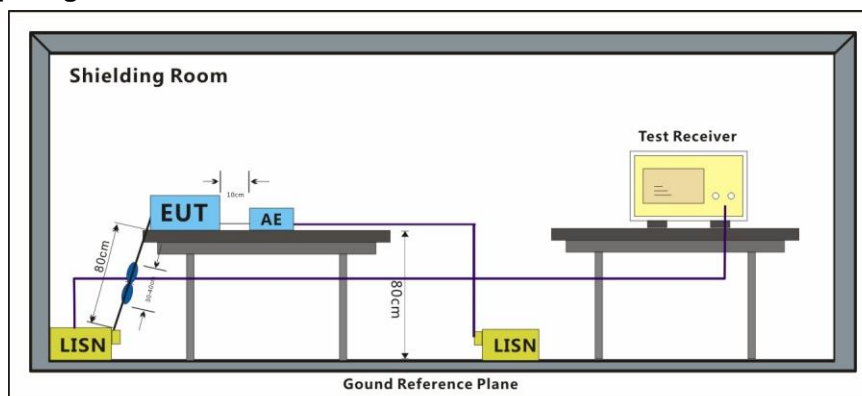 Shielding Room
Test Receiver
10cm
EUT
AE
80cm
30-40cm
80cm
LISN
LISN
Gound Reference Plane